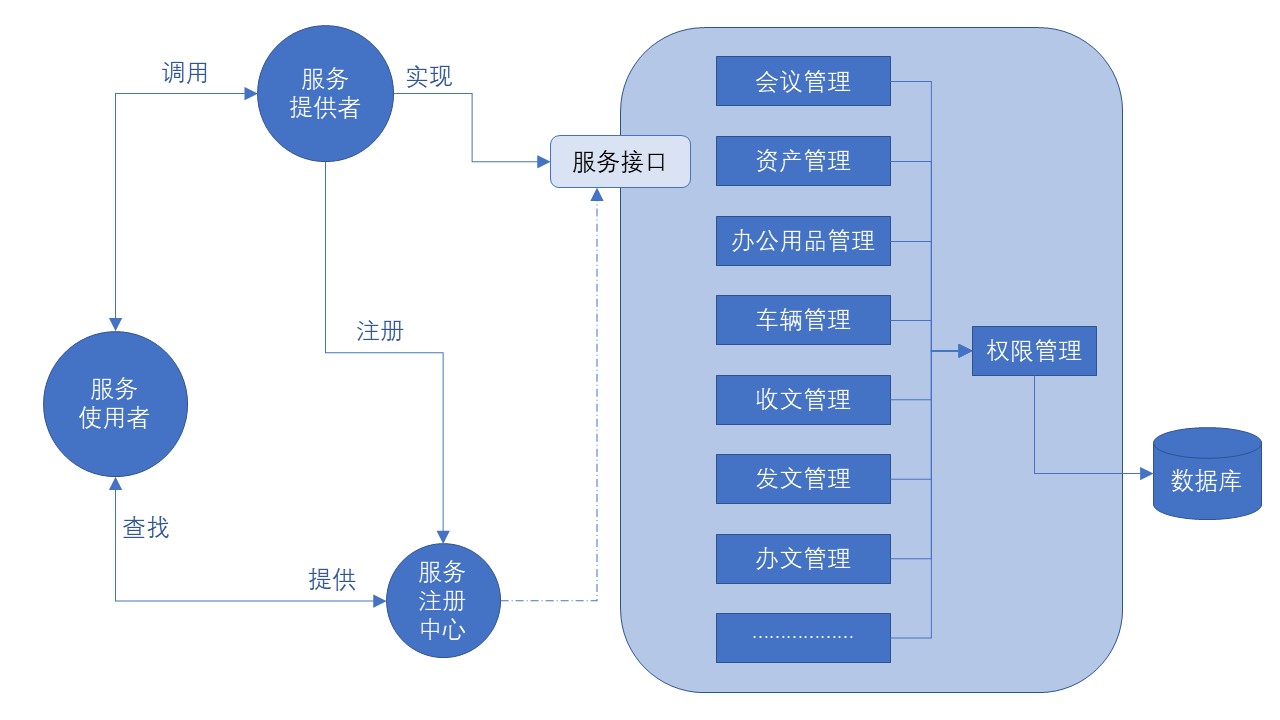 调用
服务
提供者
实现
服务接口
注册
服务
使用者
查找
提供
服务
注册
中心
会议管理
资产管理
办公用品管理
车辆管理
收文管理
发文管理
办文管理
………………
权限管理
数据库